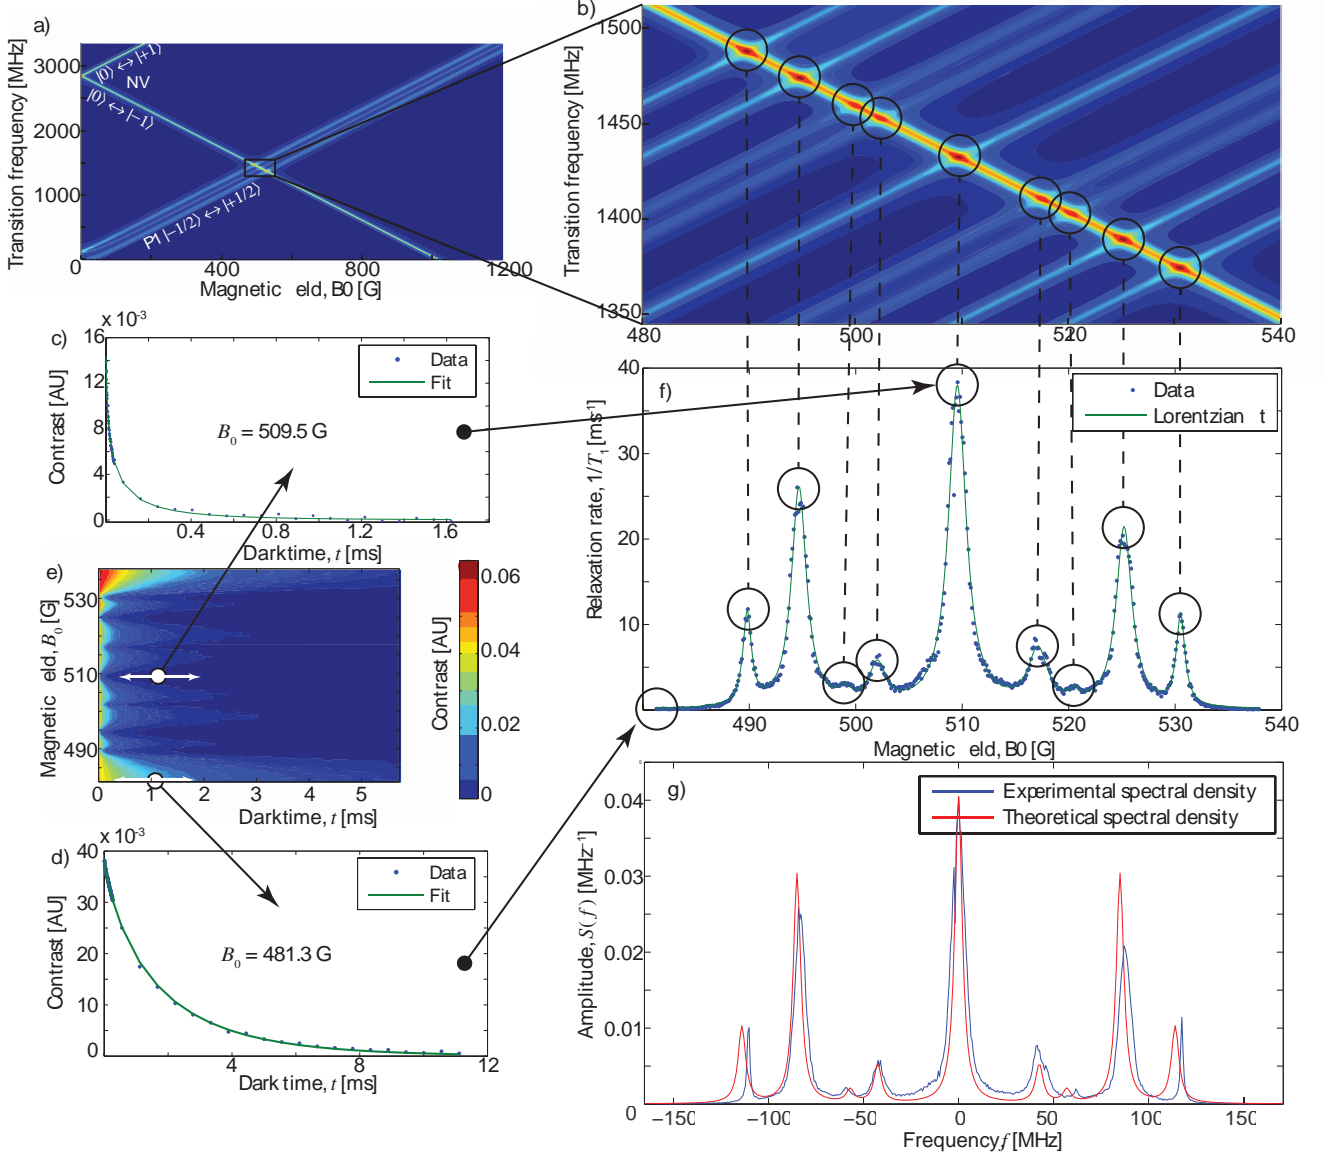 a)
Transition frequency [MHz]
3000
2000
1000
0
0
400
800
1200
Magnetic eld, B0 [G]
|0⟩ ↔ |+1⟩
NV
|0⟩ ↔ |−1⟩
P1 |−1/2⟩ ↔ |+1/2⟩
b)
Transition frequency [MHz]
1500
1450
1400
1350
480
500
520
540
c)
x 10-3
Contrast [AU]
16
12
8
4
0
Data
Fit
B0 = 509.5 G
0.4
0.8
1.2
1.6
Darktime, t [ms]
e)
Magnetic eld, B0 [G]
530
510
490
0
1
2
3
4
5
Darktime, t [ms]
Contrast [AU]
0.06
0.04
0.02
0
d)
x 10-3
Contrast [AU]
40
30
20
10
0
Data
Fit
B0 = 481.3 G
4
8
12
Dark time, t [ms]
f)
Relaxation rate, 1/T1 [ms-1]
40
30
20
10
Data
Lorentzian t
490
500
510
520
530
540
Magnetic eld, B0 [G]
g)
Amplitude, S(f) [MHz−1]
0.04
0.03
0.02
0.01
0
Experimental spectral density
Theoretical spectral density
−150
−100
−50
0
50
100
150
Frequency f [MHz]